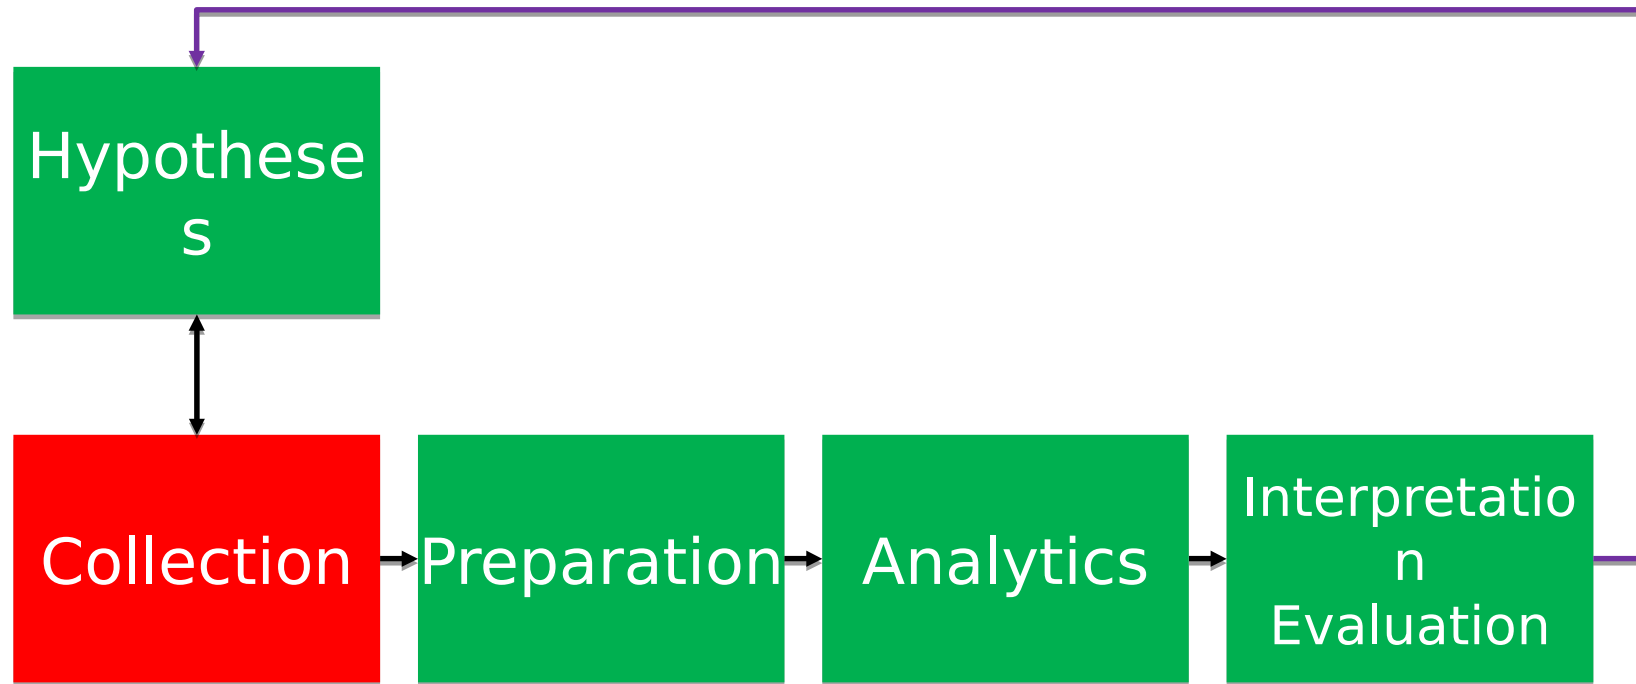 Hypothese
s
Collection
Preparation
Analytics
Interpretatio
n
Evaluation